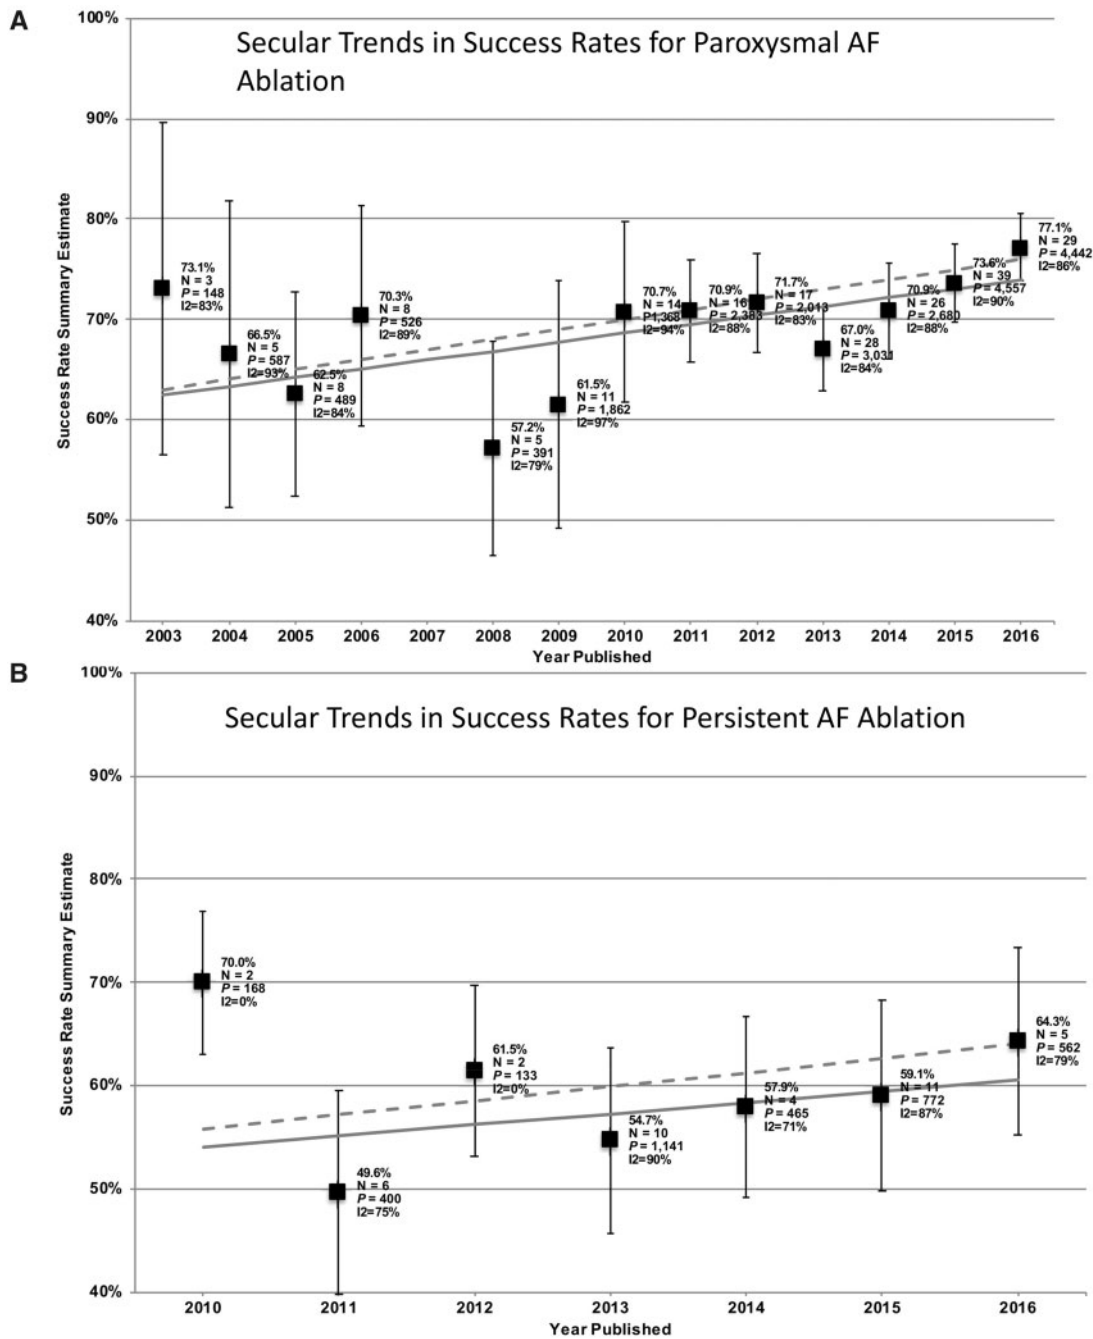 A
Secular Trends in Success Rates for Paroxysmal AF
Ablation
Success Rate Summary Estimate
100%
90%
80%
70%
60%
50%
40%
73.1%
N = 3
P = 148
I2=83%
66.5%
N = 5
P = 587
I2=93%
62.5%
N = 8
P = 489
I2=84%
70.3%
N = 8
P = 526
I2=89%
57.2%
N = 5
P = 391
I2=79%
61.5%
N = 11
P = 1,862
I2=97%
70.7%
N = 14
P1,368
I2=94%
70.9%
N = 16
P = 2,383
I2=88%
71.7%
N = 17
P = 2,013
I2=83%
67.0%
N = 28
P = 3,031
I2=84%
70.9%
N = 26
P = 2,680
I2=88%
73.6%
N = 39
P = 4,557
I2=90%
77.1%
N = 29
P = 4,442
I2=86%
2003 2004 2005 2006 2007 2008 2009 2010 2011 2012 2013 2014 2015 2016
Year Published
B
Secular Trends in Success Rates for Persistent AF Ablation
Success Rate Summary Estimate
100%
90%
80%
70%
60%
50%
40%
70.0%
N = 2
P = 168
I2=0%
49.6%
N = 6
P = 400
I2=75%
61.5%
N = 2
P = 133
I2=0%
54.7%
N = 10
P = 1,141
I2=90%
57.9%
N = 4
P = 465
I2=71%
59.1%
N = 11
P = 772
I2=87%
64.3%
N = 5
P = 562
I2=79%
2010 2011 2012 2013 2014 2015 2016
Year Published